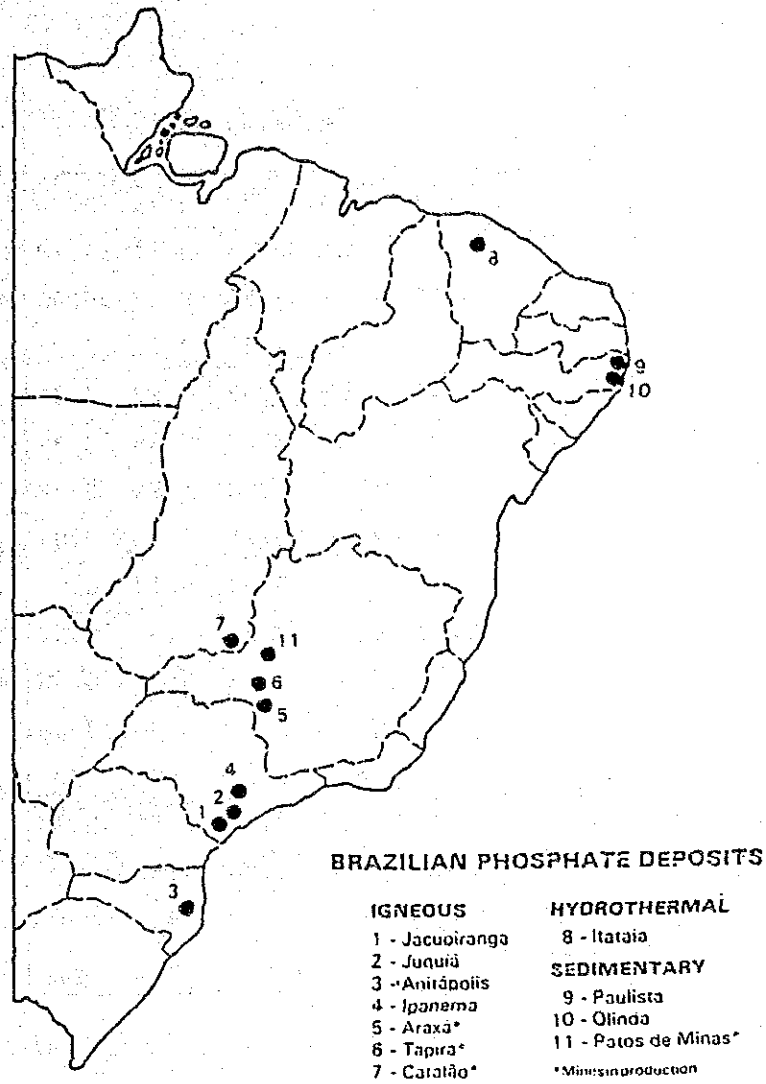 8
9
10
7
11
6
5
4
2
1
3
BRAZILIAN PHOSPHATE DEPOSITS
IGNEOUS
1 - Jacupiranga
2 - Juquiá
3 - Anitápolis
4 - Ipanema
5 - Araxá*
6 - Tapira*
7 - Catalão*
HYDROTHERMAL
8 - Itataia
SEDIMENTARY
9 - Paulista
10 - Olinda
11 - Patos de Minas*
*Mines in production